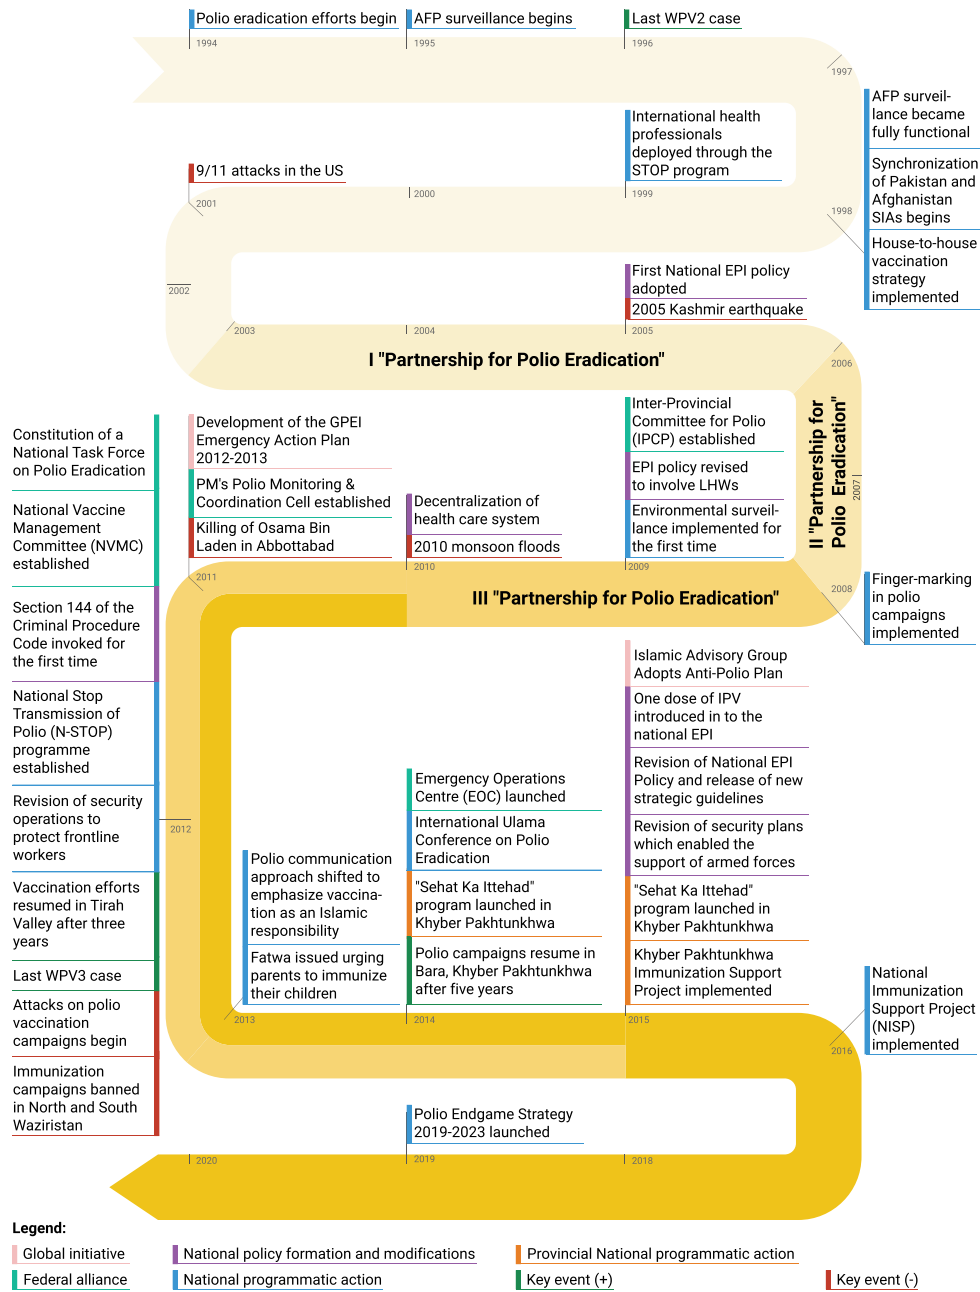 Polio eradication efforts begin
AFP surveillance begins
Last WPV2 case
1994
1995
1996
1997
AFP surveil-
lance became
fully functional
Synchronization
of Pakistan and
Afghanistan
SIAs begins
House-to-house
vaccination
strategy
implemented
1998
International health
professionals
deployed through the
STOP program
1999
2000
9/11 attacks in the US
2001
2002
2003
2004
First National EPI policy
adopted
2005 Kashmir earthquake
2005
I "Partnership for Polio Eradication"
2006
II "Partnership for
Polio Eradication"
2007
Finger-marking
in polio
campaigns
implemented
2008
Inter-Provincial
Committee for Polio
(IPCP) established
EPI policy revised
to involve LHWs
Environmental surveil-
lance implemented for
the first time
2009
III "Partnership for Polio Eradication"
Decentralization of
health care system
2010 monsoon floods
2010
Development of the GPEI
Emergency Action Plan
2012-2013
PM's Polio Monitoring &
Coordination Cell established
Killing of Osama Bin
Laden in Abbottabad
2011
Constitution of a
National Task Force
on Polio Eradication
National Vaccine
Management
Committee (NVMC)
established
Section 144 of the
Criminal Procedure
Code invoked for
the first time
National Stop
Transmission of
Polio (N-STOP)
programme
established
Revision of security
operations to
protect frontline
workers
Vaccination efforts
resumed in Tirah
Valley after three
years
Last WPV3 case
Attacks on polio
vaccination
campaigns begin
Immunization
campaigns banned
in North and South
Waziristan
2012
Polio communication
approach shifted to
emphasize vaccina-
tion as an Islamic
responsibility
Fatwa issued urging
parents to immunize
their children
2013
Emergency Operations
Centre (EOC) launched
International Ulama
Conference on Polio
Eradication
"Sehat Ka Ittehad"
program launched in
Khyber Pakhtunkhwa
Polio campaigns resume in
Bara, Khyber Pakhtunkhwa
after five years
2014
Islamic Advisory Group
Adopts Anti-Polio Plan
One dose of IPV
introduced in to the
national EPI
Revision of National EPI
Policy and release of new
strategic guidelines
Revision of security plans
which enabled the
support of armed forces
"Sehat Ka Ittehad"
program launched in
Khyber Pakhtunkhwa
Khyber Pakhtunkhwa
Immunization Support
Project implemented
2015
National
Immunization
Support Project
(NISP)
implemented
2016
2018
Polio Endgame Strategy
2019-2023 launched
2019
2020
Legend:
Global initiative
National policy formation and modifications
Provincial National programmatic action
Federal alliance
National programmatic action
Key event (+)
Key event (-)